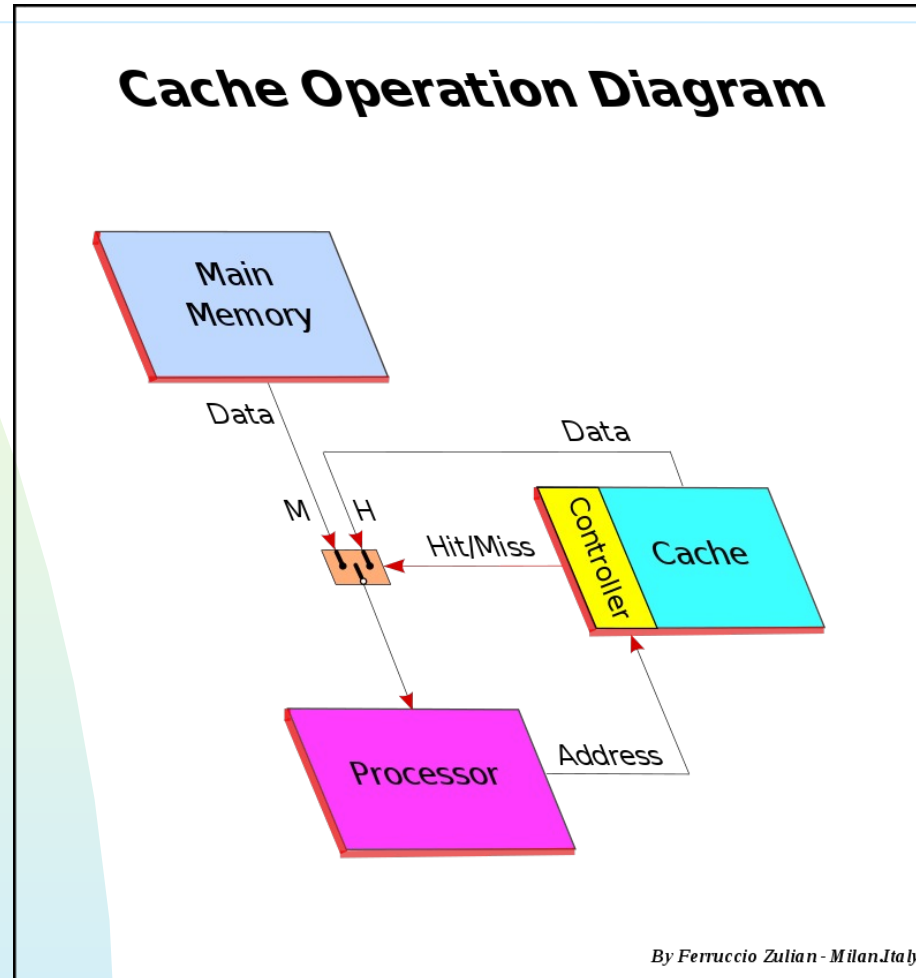 Cache Operation Diagram
Main
Memory
Data
Data
M
H
Hit/Miss
Controller
Cache
Processor
Address
By Ferruccio Zulian - Milan.Italy